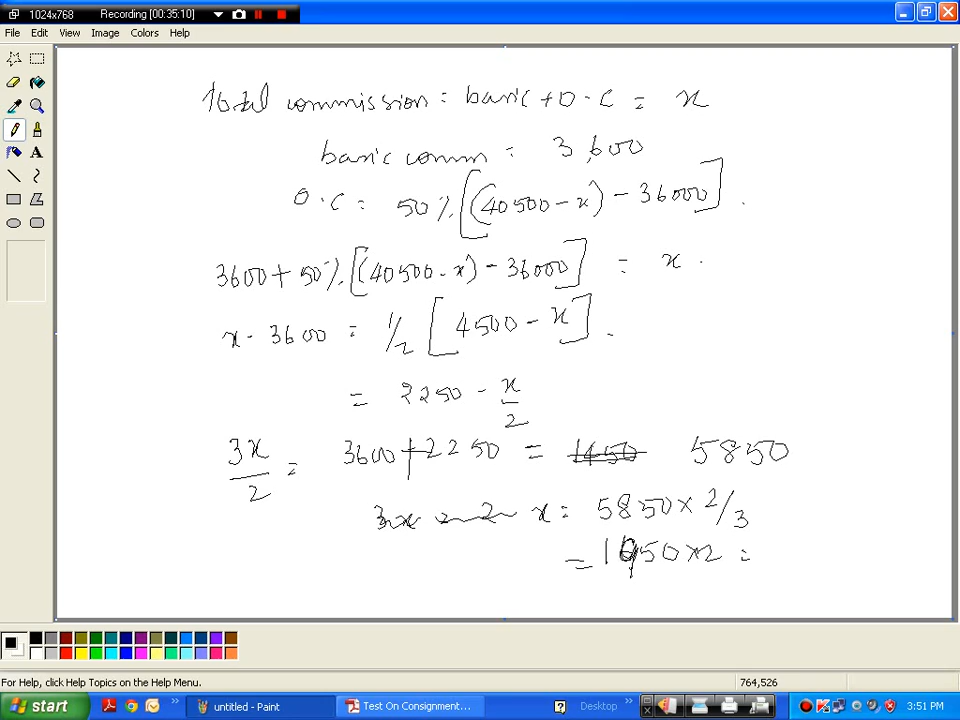 1024x768 Recording [00:35:10]
File Edit View Image Colors Help
total commission = basic + O.C = x
basic comm = 3,600
O.C = 50%[(40500 - x) - 36000]
3600 + 50%[(40500 - x) - 36000] = x
x - 3600 = 1/2 [4500 - x]
= 2250 - x/2
3x/2 = 3600 + 2250 = 1450 5850
3x = 2 x = 5850 × 2/3
= 1950 × 2 =
For Help, click Help Topics on the Help Menu. 764,526
start untitled - Paint Test On Consignment... Desktop » 3:51 PM